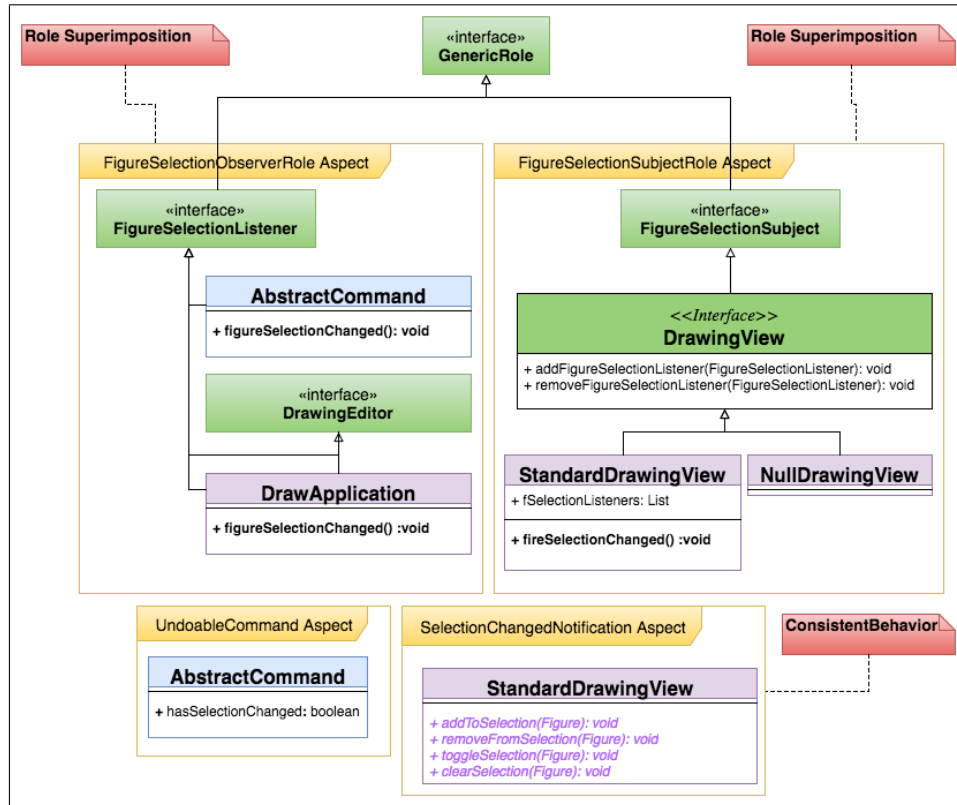 Role Superimposition
«interface»
GenericRole
Role Superimposition
FigureSelectionObserverRole Aspect
«interface»
FigureSelectionListener
AbstractCommand
+ figureSelectionChanged(): void
«interface»
DrawingEditor
DrawApplication
+ figureSelectionChanged() :void
FigureSelectionSubjectRole Aspect
«interface»
FigureSelectionSubject
<<Interface>>
DrawingView
+ addFigureSelectionListener(FigureSelectionListener): void
+ removeFigureSelectionListener(FigureSelectionListener): void
StandardDrawingView
+ fSelectionListeners: List
+ fireSelectionChanged() :void
NullDrawingView
UndoableCommand Aspect
AbstractCommand
+ hasSelectionChanged: boolean
SelectionChangedNotification Aspect
StandardDrawingView
+ addToSelection(Figure): void
+ removeFromSelection(Figure): void
+ toggleSelection(Figure): void
+ clearSelection(Figure): void
ConsistentBehavior